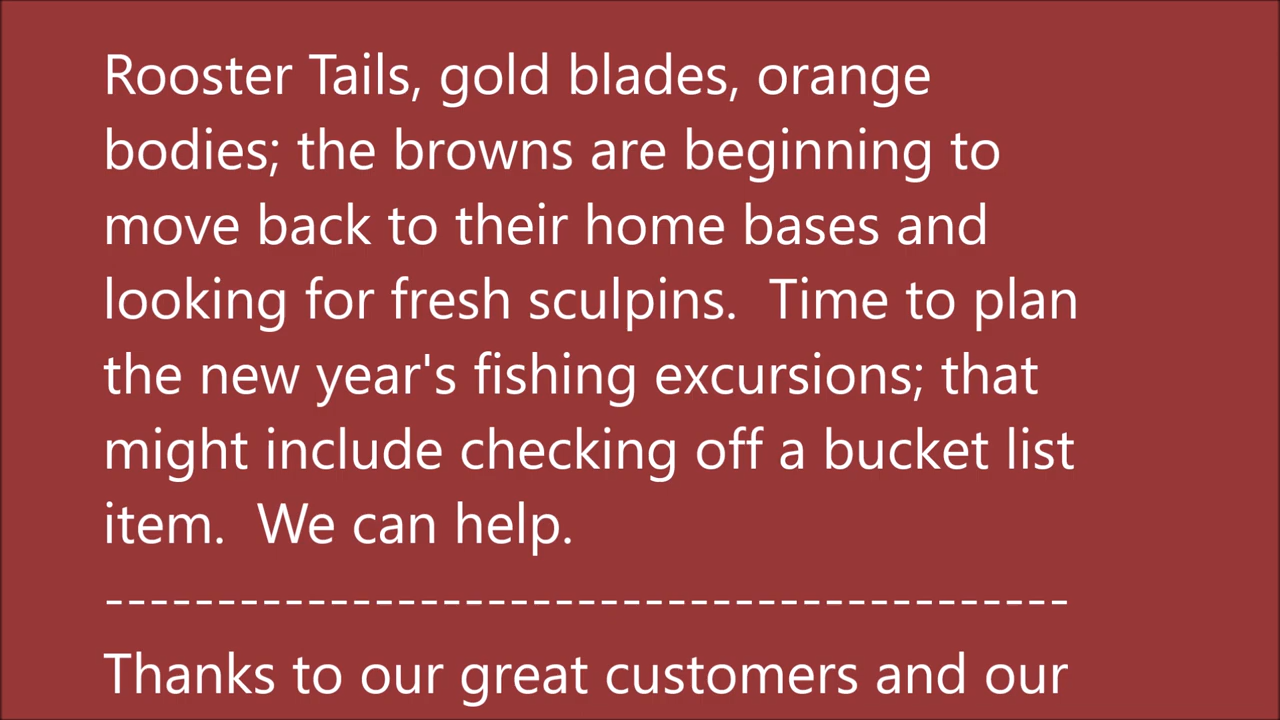 Rooster Tails, gold blades, orange
bodies; the browns are beginning to
move back to their home bases and
looking for fresh sculpins.  Time to plan
the new year's fishing excursions; that
might include checking off a bucket list
item.  We can help.
-------------------------------------------
Thanks to our great customers and our